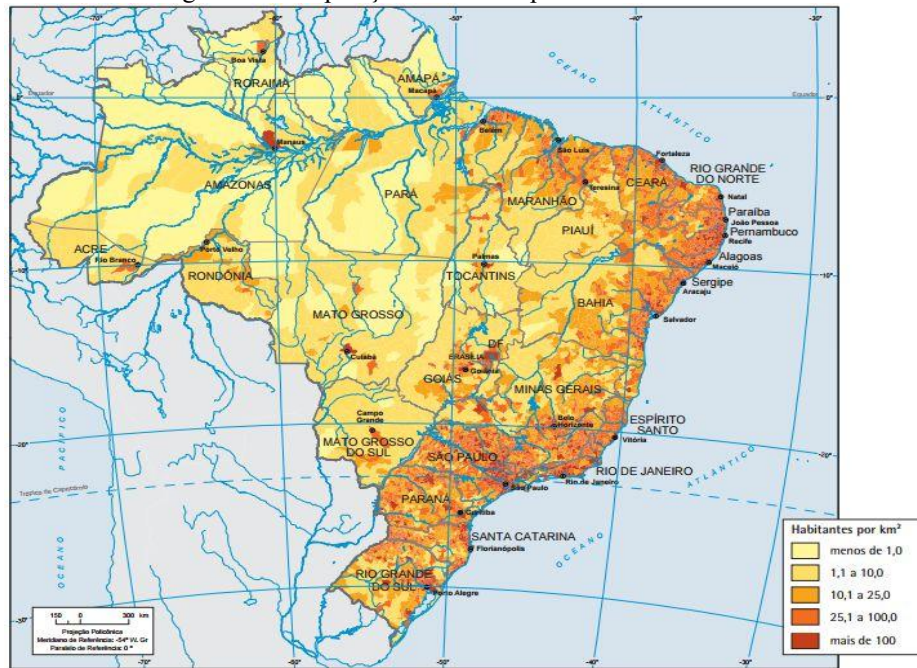 Boa Vista
RORAIMA
AMAPÁ
Macapá
Equador
0°
0°
Equador
OCEANO
ATLÂNTICO
Belém
São Luís
Fortaleza
Manaus
AMAZONAS
PARÁ
MARANHÃO
Teresina
CEARÁ
RIO GRANDE
DO NORTE
Natal
Paraíba
João Pessoa
Pernambuco
Recife
PIAUÍ
ACRE
Rio Branco
Porto Velho
RONDÔNIA
Palmas
TOCANTINS
Alagoas
Maceió
Sergipe
Aracaju
-10°
-10°
BAHIA
Salvador
MATO GROSSO
Cuiabá
DF
BRASÍLIA
Goiânia
GOIÁS
MINAS GERAIS
Belo
Horizonte
ESPÍRITO
SANTO
Vitória
Campo
Grande
MATO GROSSO
DO SUL
SÃO PAULO
São Paulo
RIO DE JANEIRO
Rio de Janeiro
-20°
-20°
PACÍFICO
OCEANO
Trópico de Capricórnio
ATLÂNTICO
OCEANO
PARANÁ
Curitiba
SANTA CATARINA
Florianópolis
RIO GRANDE
DO SUL
Porto Alegre
-30°
-30°
Habitantes por km²
menos de 1,0
1,1 a 10,0
10,1 a 25,0
25,1 a 100,0
mais de 100
150 0 300 km
Projeção Policônica
Meridiano de Referência: -54° W. Gr
Paralelo de Referência: 0°
-70°
-60°
-50°
-40°
-30°